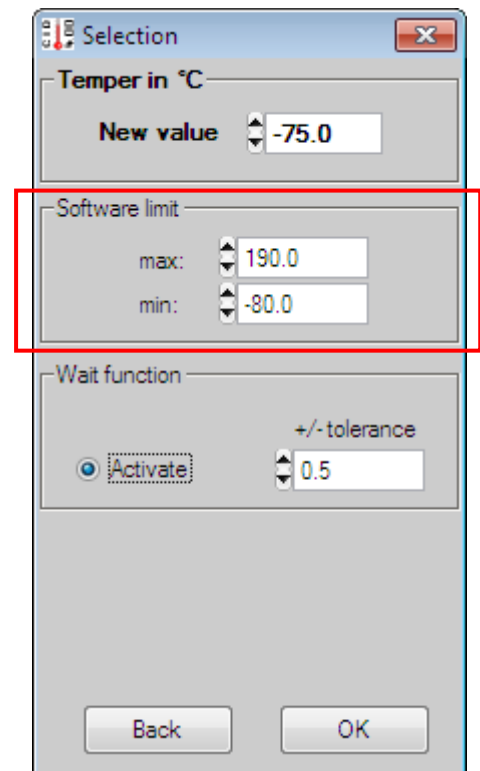 Selection
Temper in °C
New value -75.0
Software limit
max: 190.0
min: -80.0
Wait function
+/- tolerance
Activate 0.5
Back OK